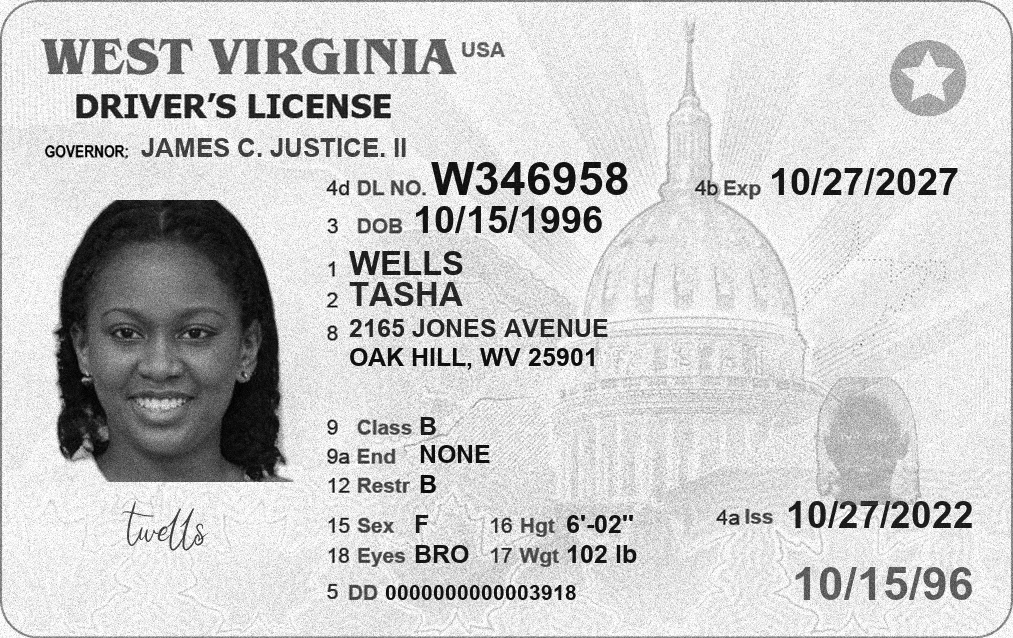 WEST VIRGINIA USA
DRIVER'S LICENSE
GOVERNOR: JAMES C. JUSTICE. II
4d DL NO. W346958 4b Exp 10/27/2027
3 DOB 10/15/1996
1 WELLS
2 TASHA
8 2165 JONES AVENUE
OAK HILL, WV 25901
9 Class B
9a End NONE
12 Restr B
twells
15 Sex F 16 Hgt 6'-02" 4a Iss 10/27/2022
18 Eyes BRO 17 Wgt 102 lb
5 DD 0000000000003918 10/15/96